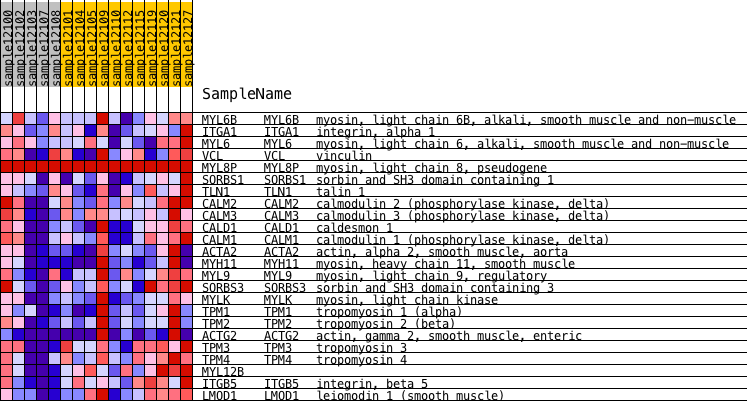 sample12100
sample12102
sample12103
sample12107
sample12108
sample12101
sample12104
sample12105
sample12109
sample12110
sample12112
sample12115
sample12119
sample12120
sample12121
sample12127
SampleName
MYL6B MYL6B myosin, light chain 6B, alkali, smooth muscle and non-muscle
ITGA1 ITGA1 integrin, alpha 1
MYL6 MYL6 myosin, light chain 6, alkali, smooth muscle and non-muscle
VCL VCL vinculin
MYL8P MYL8P myosin, light chain 8, pseudogene
SORBS1 SORBS1 sorbin and SH3 domain containing 1
TLN1 TLN1 talin 1
CALM2 CALM2 calmodulin 2 (phosphorylase kinase, delta)
CALM3 CALM3 calmodulin 3 (phosphorylase kinase, delta)
CALD1 CALD1 caldesmon 1
CALM1 CALM1 calmodulin 1 (phosphorylase kinase, delta)
ACTA2 ACTA2 actin, alpha 2, smooth muscle, aorta
MYH11 MYH11 myosin, heavy chain 11, smooth muscle
MYL9 MYL9 myosin, light chain 9, regulatory
SORBS3 SORBS3 sorbin and SH3 domain containing 3
MYLK MYLK myosin, light chain kinase
TPM1 TPM1 tropomyosin 1 (alpha)
TPM2 TPM2 tropomyosin 2 (beta)
ACTG2 ACTG2 actin, gamma 2, smooth muscle, enteric
TPM3 TPM3 tropomyosin 3
TPM4 TPM4 tropomyosin 4
MYL12B
ITGB5 ITGB5 integrin, beta 5
LMOD1 LMOD1 leiomodin 1 (smooth muscle)